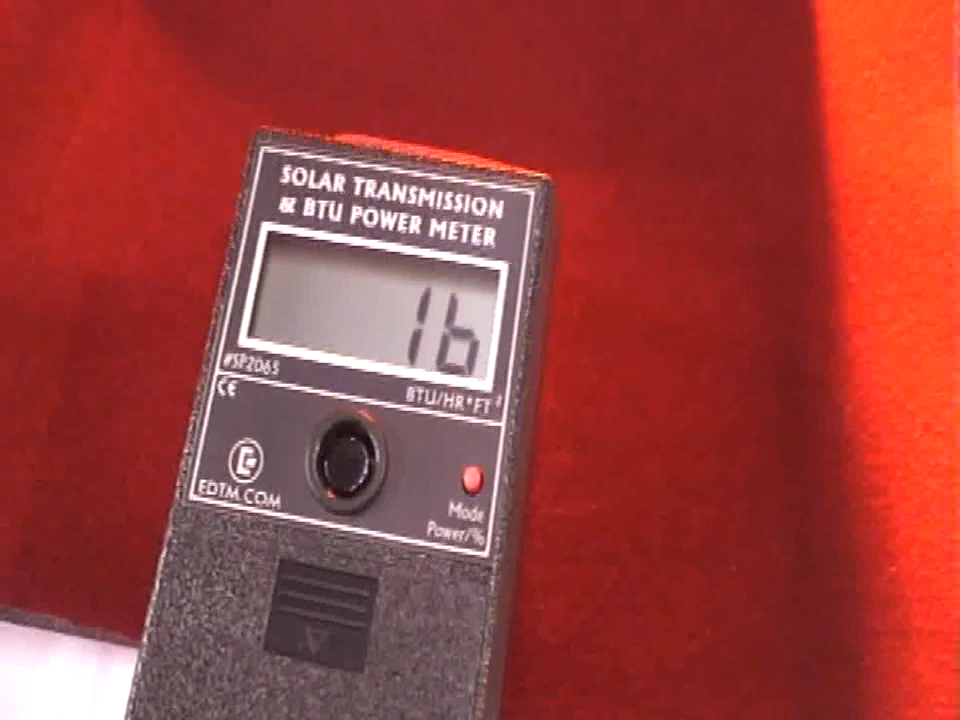 SOLAR TRANSMISSION
& BTU POWER METER
16
#SP2065
BTU/HR*FT²
CE
EDTM.COM
Mode
Power/%